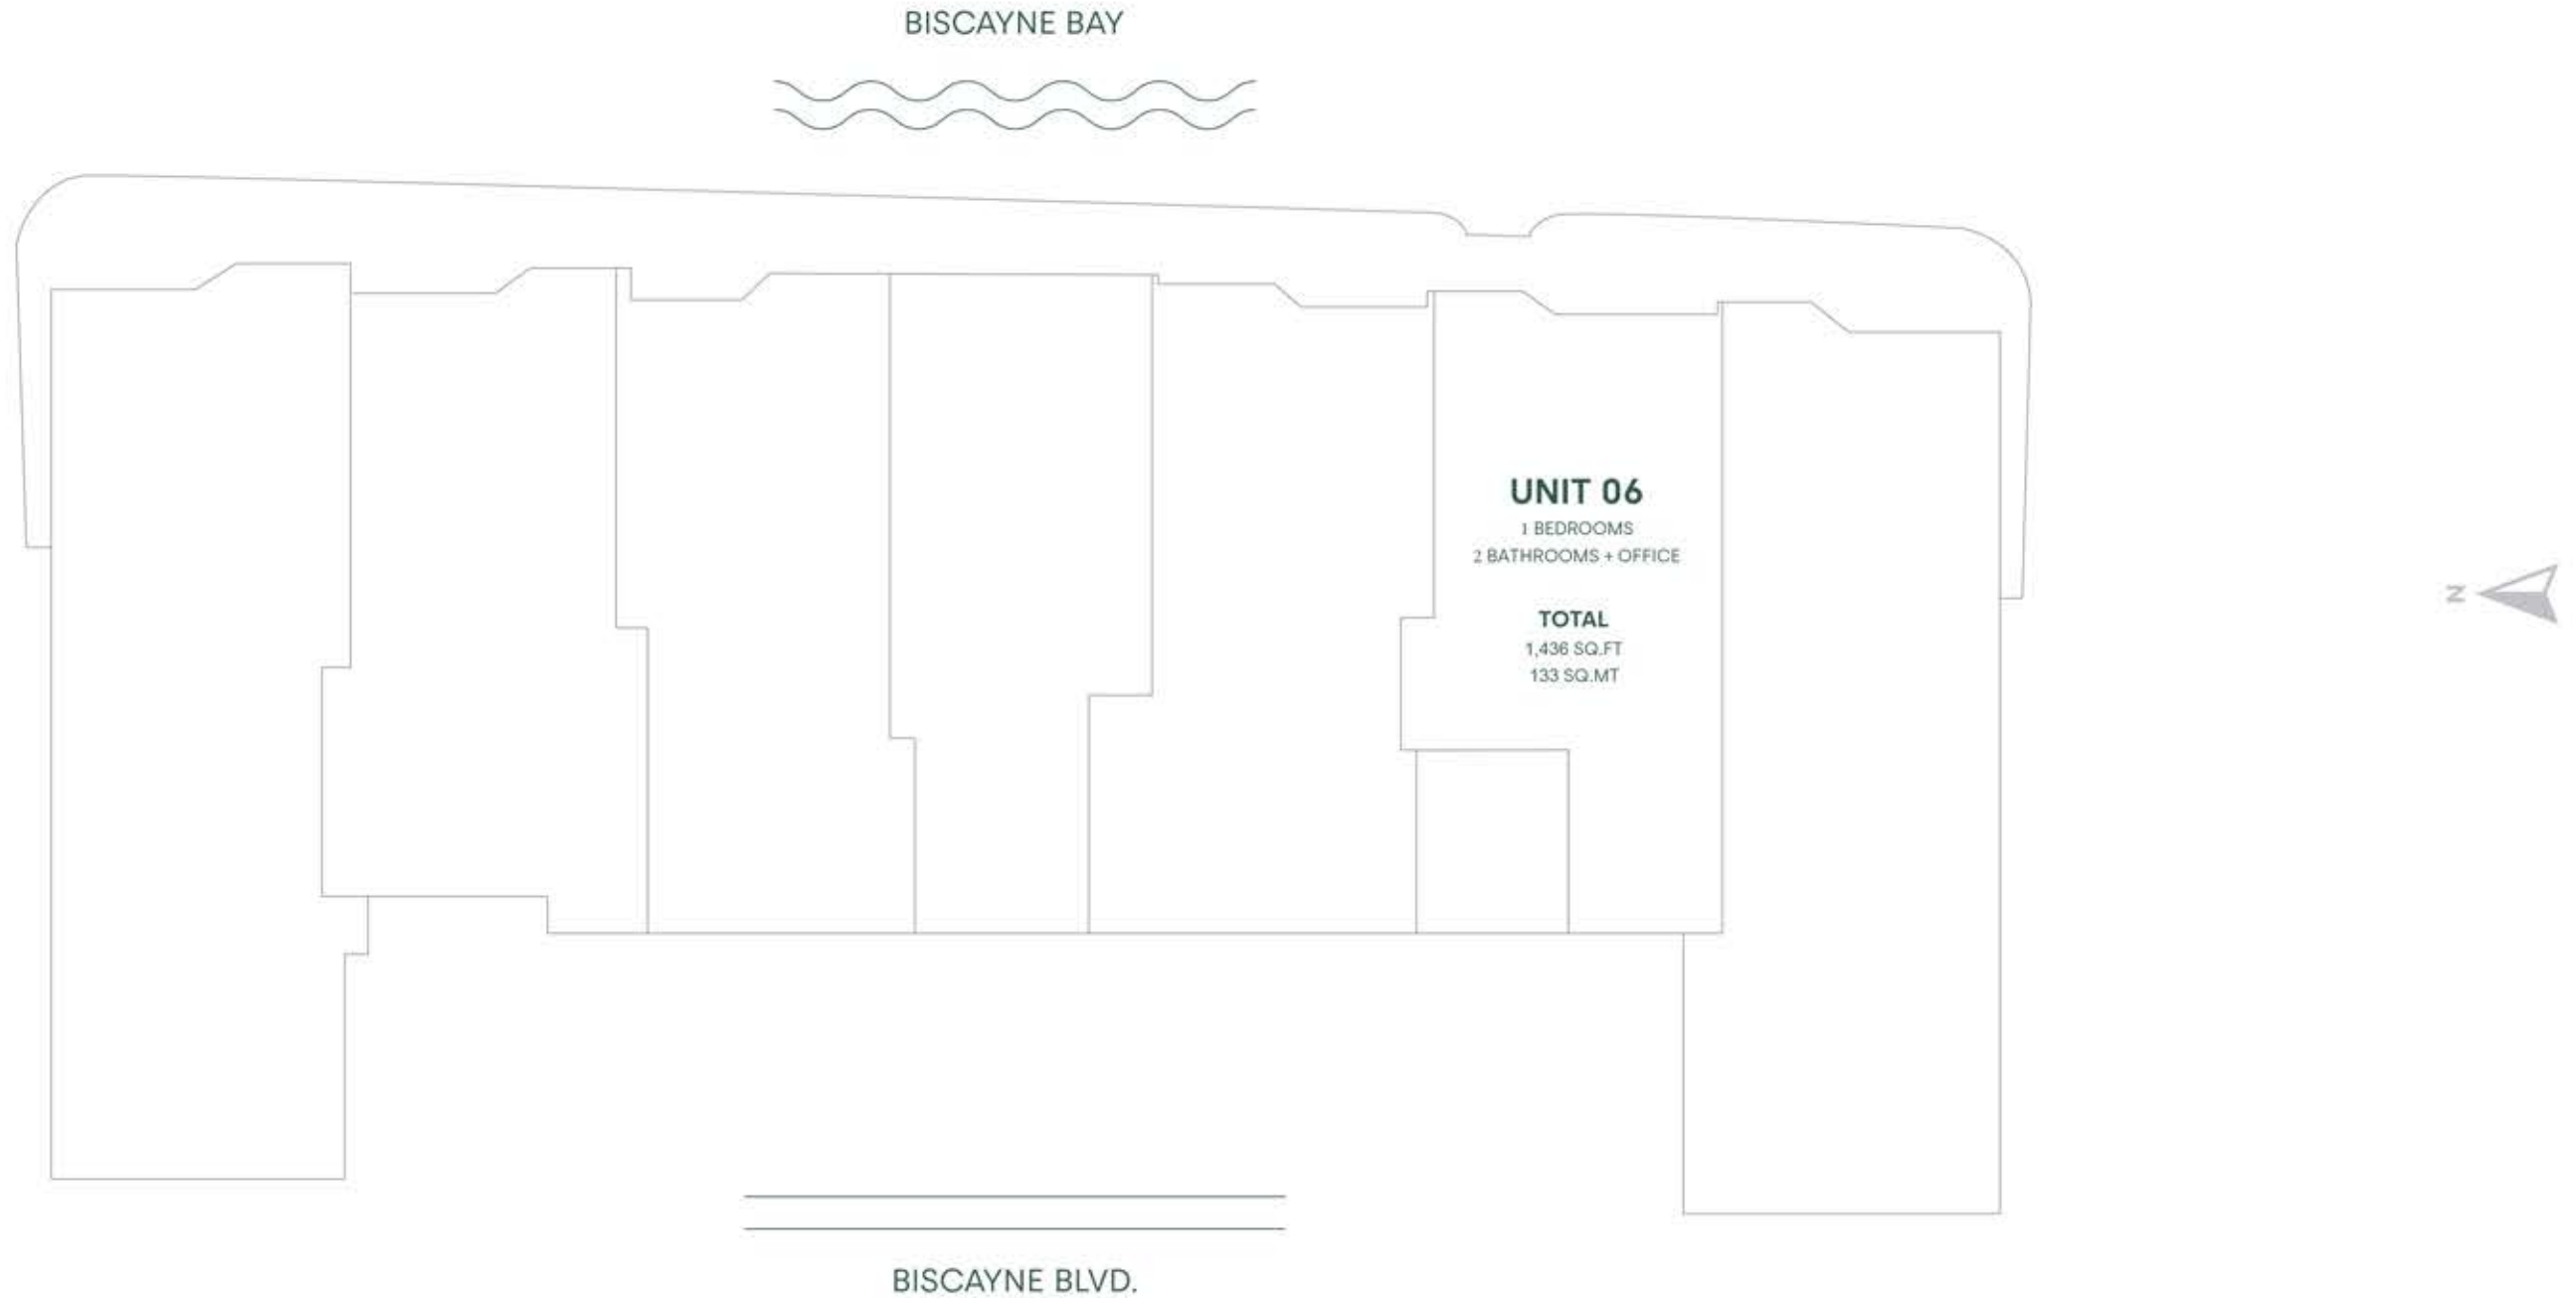 BISCAYNE BAY
UNIT 06
1 BEDROOMS
2 BATHROOMS + OFFICE
TOTAL
1,436 SQ.FT
133 SQ.MT
N
BISCAYNE BLVD.